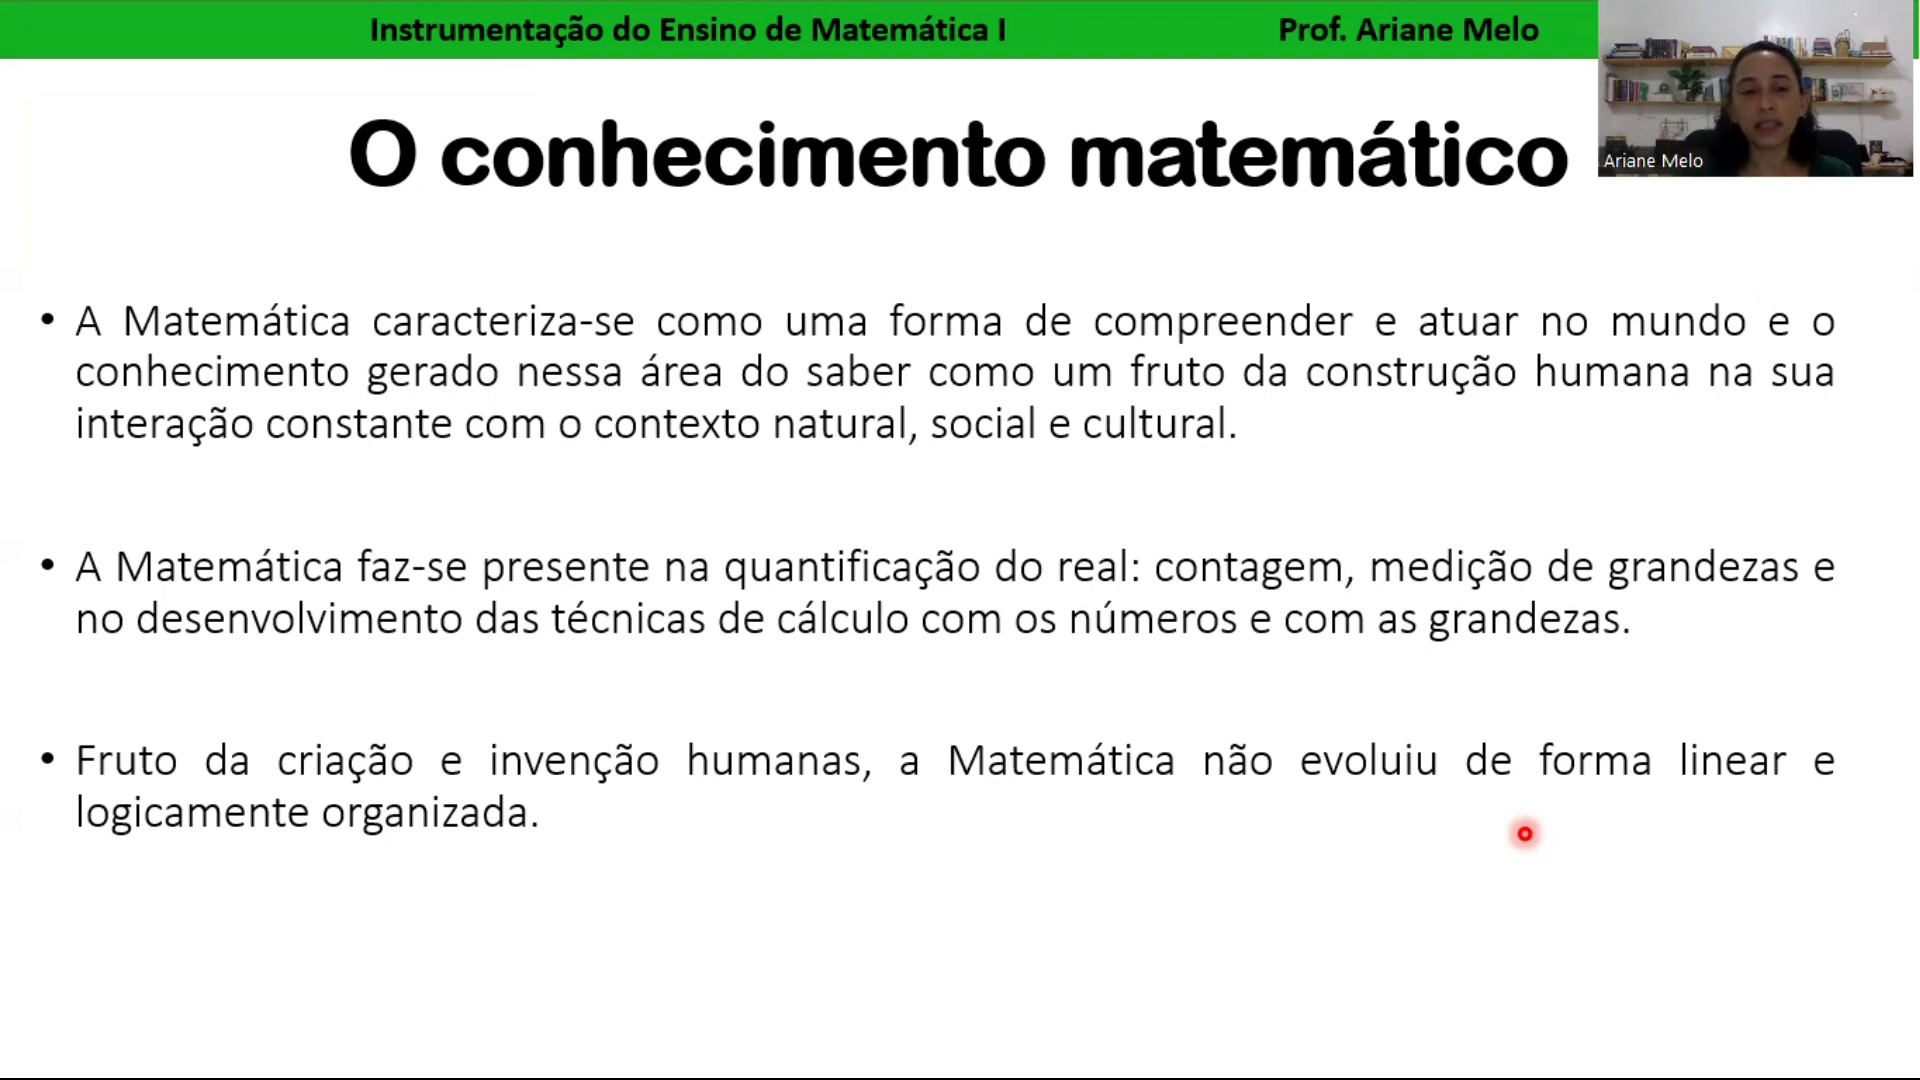 Instrumentação do Ensino de Matemática I
Prof. Ariane Melo
O conhecimento matemático
Ariane Melo
• A Matemática caracteriza-se como uma forma de compreender e atuar no mundo e o
conhecimento gerado nessa área do saber como um fruto da construção humana na sua
interação constante com o contexto natural, social e cultural.
• A Matemática faz-se presente na quantificação do real: contagem, medição de grandezas e
no desenvolvimento das técnicas de cálculo com os números e com as grandezas.
• Fruto da criação e invenção humanas, a Matemática não evoluiu de forma linear e
logicamente organizada.